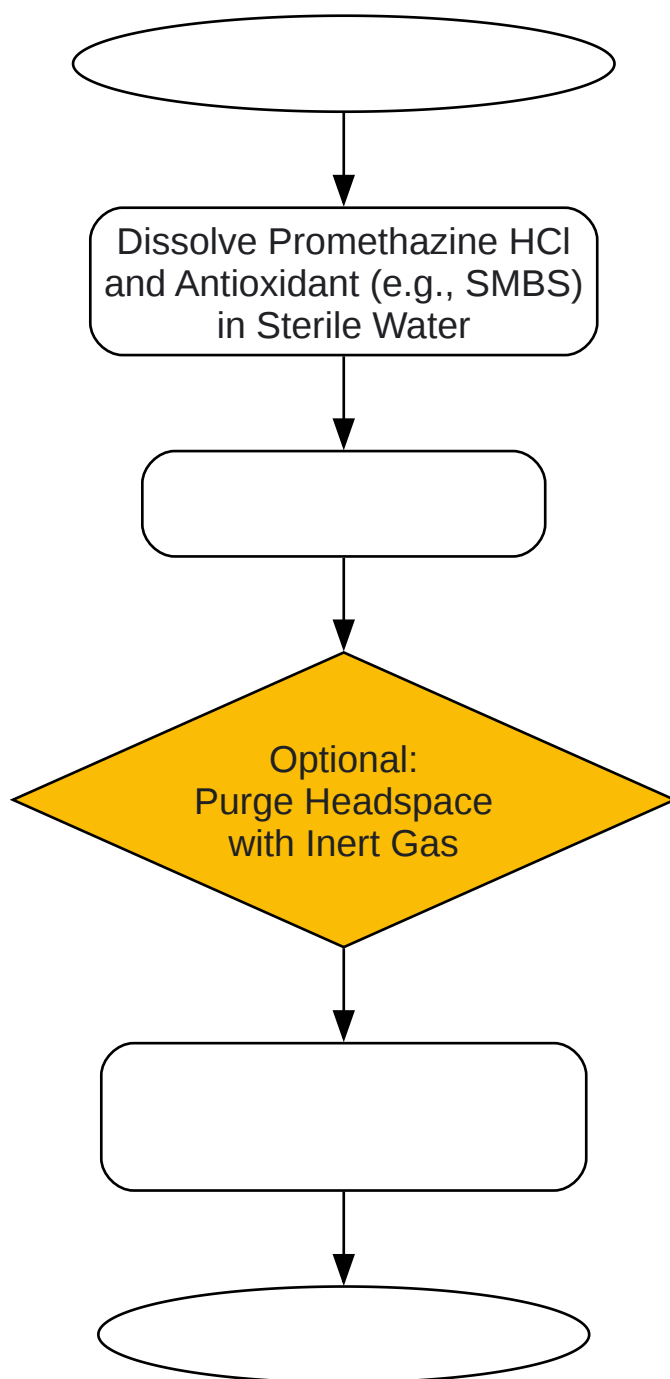 Dissolve Promethazine HCl
and Antioxidant (e.g., SMBS)
in Sterile Water
Optional:
Purge Headspace
with Inert Gas